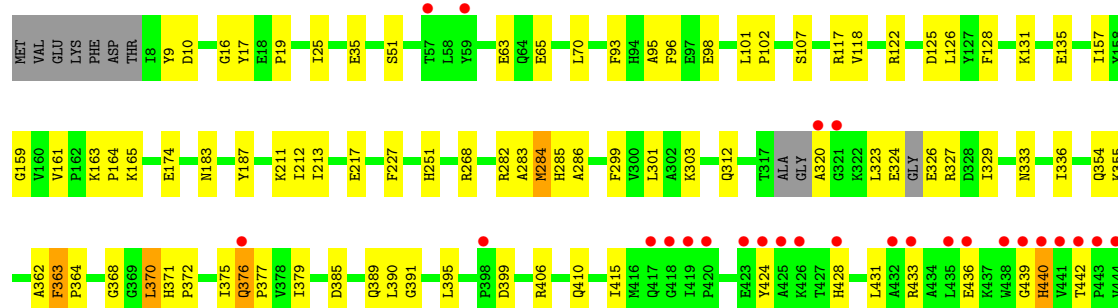 MET VAL GLU LYS PHE ASP THR I8 Y9 D10 G16 Y17 E18 P19 I25 E35 S51 T57 L58 Y59 E63 Q64 E65 L70 F93 H94 A95 F96 E97 E98 L101 P102 S107 R117 V118 R122 D125 L126 Y127 F128 K131 E135 I157 Y158
G159 V160 V161 P162 K163 P164 K165 E174 N183 Y187 K211 I212 I213 E217 F227 H251 R268 R282 A283 M284 H285 A286 F299 V300 L301 A302 K303 Q312 T317 ALA GLY A320 G321 K322 L323 E324 GLY E326 R327 D328 I329 N333 I336 Q354 K355
A362 F363 P364 G368 G369 L370 H371 P372 I375 Q376 P377 V378 I379 D385 Q389 L390 G391 L395 P398 D399 R406 Q410 I415 M416 Q417 G418 I419 P420 E423 Y424 A425 K426 T427 H428 L431 A432 R433 A434 L435 E436 K437 W438 G439 H440 V441 T442 P443